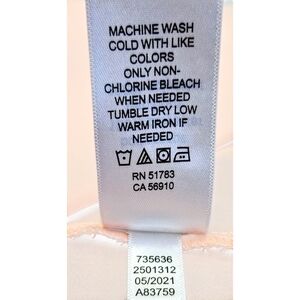 MACHINE WASH
COLD WITH LIKE
COLORS
ONLY NON-
CHLORINE BLEACH
WHEN NEEDED
TUMBLE DRY LOW
WARM IRON IF
NEEDED
RN 51783
CA 56910
735636
2501312
05/2021
A83759